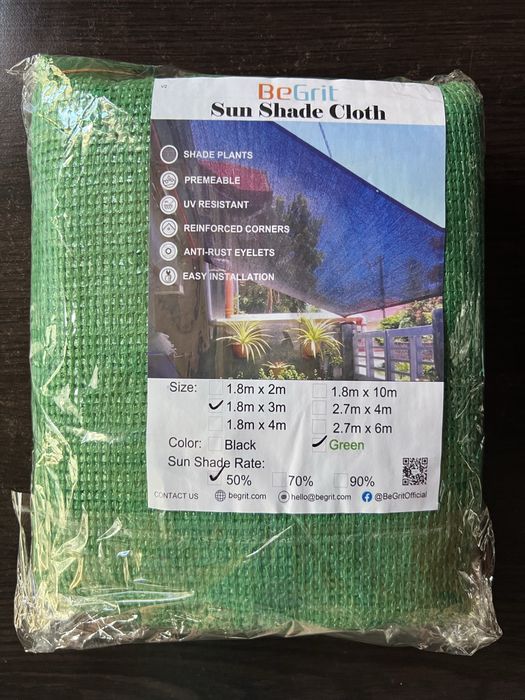 V2
BeGrit
Sun Shade Cloth
SHADE PLANTS
PREMEABLE
UV RESISTANT
REINFORCED CORNERS
ANTI-RUST EYELETS
EASY INSTALLATION
Size: 1.8m x 2m 1.8m x 10m
1.8m x 3m 2.7m x 4m
1.8m x 4m 2.7m x 6m
Color: Black Green
Sun Shade Rate:
50% 70% 90%
CONTACT US begrit.com hello@begrit.com @BeGritOfficial